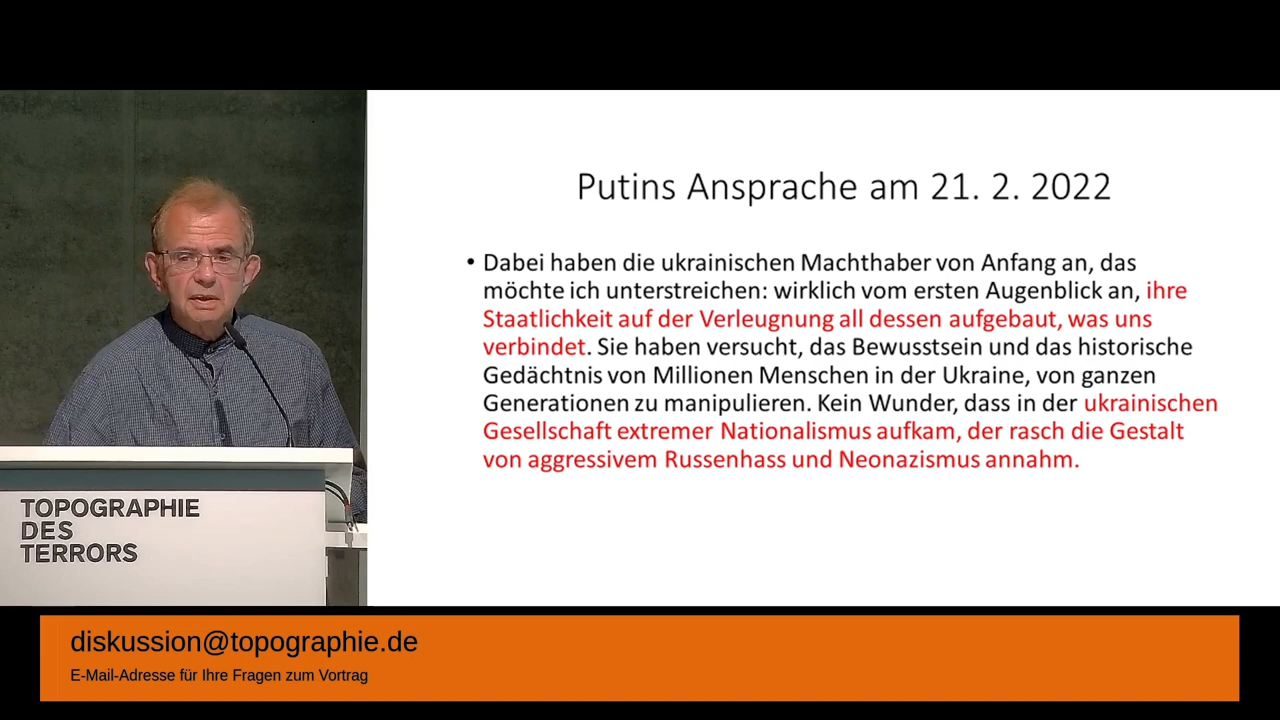 Putins Ansprache am 21. 2. 2022
• Dabei haben die ukrainischen Machthaber von Anfang an, das
möchte ich unterstreichen: wirklich vom ersten Augenblick an, ihre
Staatlichkeit auf der Verleugnung all dessen aufgebaut, was uns
verbindet. Sie haben versucht, das Bewusstsein und das historische
Gedächtnis von Millionen Menschen in der Ukraine, von ganzen
Generationen zu manipulieren. Kein Wunder, dass in der ukrainischen
Gesellschaft extremer Nationalismus aufkam, der rasch die Gestalt
von aggressivem Russenhass und Neonazismus annahm.
TOPOGRAPHIE
DES
TERRORS
diskussion@topographie.de
E-Mail-Adresse für Ihre Fragen zum Vortrag